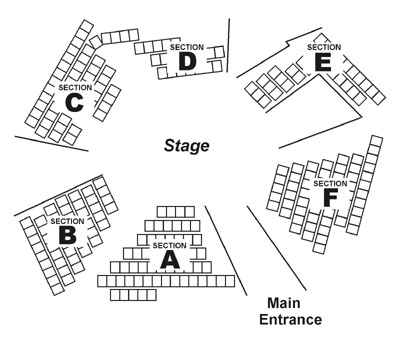 SECTION
D
SECTION
E
SECTION
C
Stage
SECTION
F
SECTION
B
SECTION
A
Main
Entrance